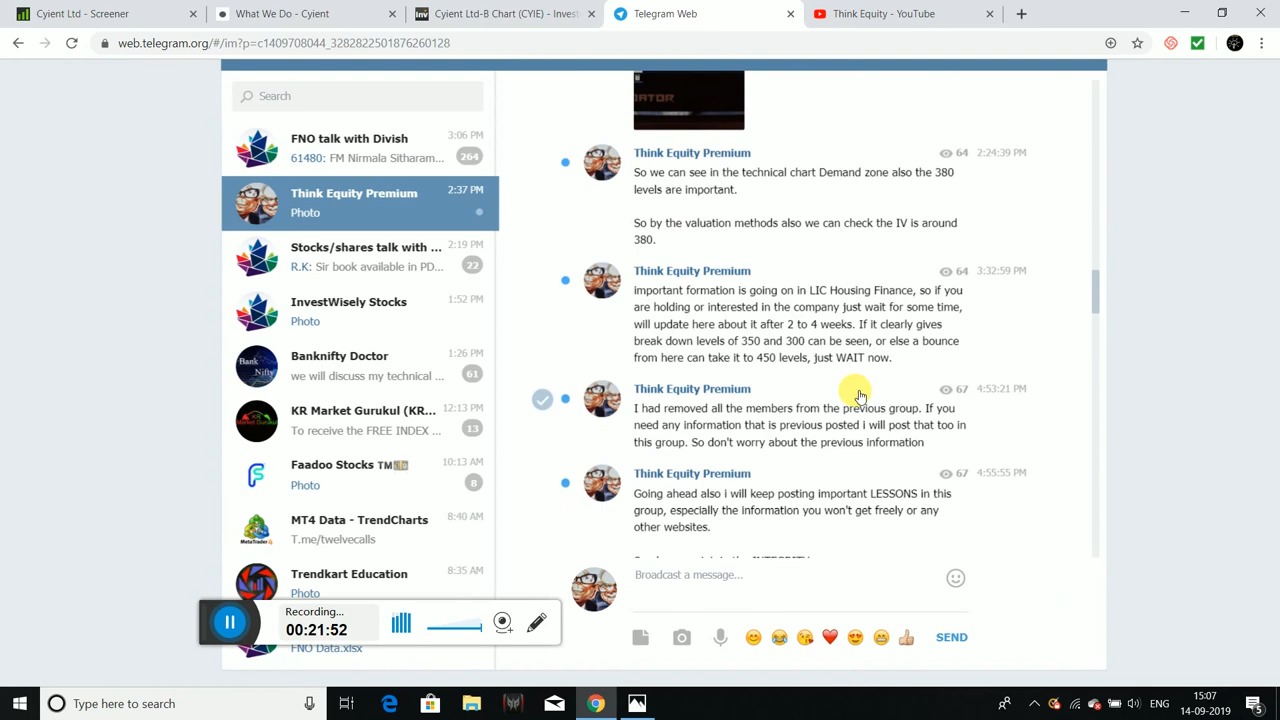 Cyient Ltd - Screener
What We Do - Cyient
Inv
Cyient Ltd-B Chart (CYIE) - Invest
Telegram Web
Think Equity - YouTube
web.telegram.org/#/im?p=c1409708044_3282822501876260128
Search
FNO talk with Divish 3:06 PM
61480: FM Nirmala Sitharam... 264
Think Equity Premium 2:37 PM
Photo
Stocks/shares talk with ... 2:19 PM
R.K: Sir book available in PD... 22
InvestWisely Stocks 1:52 PM
Photo
Banknifty Doctor 1:26 PM
we will discuss my technical ... 61
Bank
Nifty
KR Market Gurukul (KR... 12:13 PM
To receive the FREE INDEX ... 13
Faadoo Stocks TM 10:13 AM
Photo 8
MT4 Data - TrendCharts 8:40 AM
T.me/twelvecalls
Trendkart Education 8:35 AM
Photo
FNO Data.xlsx
Think Equity Premium 64 2:24:39 PM
So we can see in the technical chart Demand zone also the 380
levels are important.
So by the valuation methods also we can check the IV is around
380.
Think Equity Premium 64 3:32:59 PM
important formation is going on in LIC Housing Finance, so if you
are holding or interested in the company just wait for some time,
will update here about it after 2 to 4 weeks. If it clearly gives
break down levels of 350 and 300 can be seen, or else a bounce
from here can take it to 450 levels, just WAIT now.
Think Equity Premium 67 4:53:21 PM
I had removed all the members from the previous group. If you
need any information that is previous posted i will post that too in
this group. So don't worry about the previous information
Think Equity Premium 67 4:55:55 PM
Going ahead also i will keep posting important LESSONS in this
group, especially the information you won't get freely or any
other websites.
Broadcast a message...
SEND
Recording...
00:21:52
Type here to search
ENG
15:07
14-09-2019
5